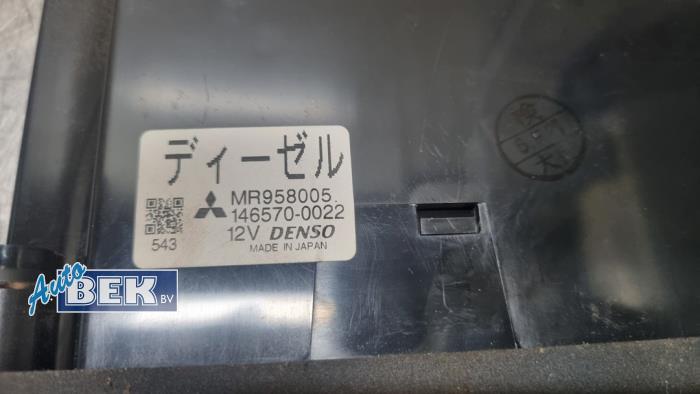 ディーゼル
MR958005
146570-0022
543
12V DENSO
MADE IN JAPAN
Auto
BEK BV